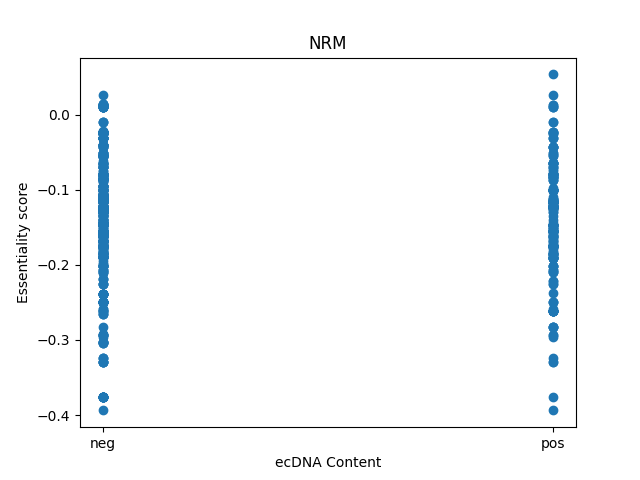 NRM
Essentiality score
0.0
−0.1
−0.2
−0.3
−0.4
neg
pos
ecDNA Content